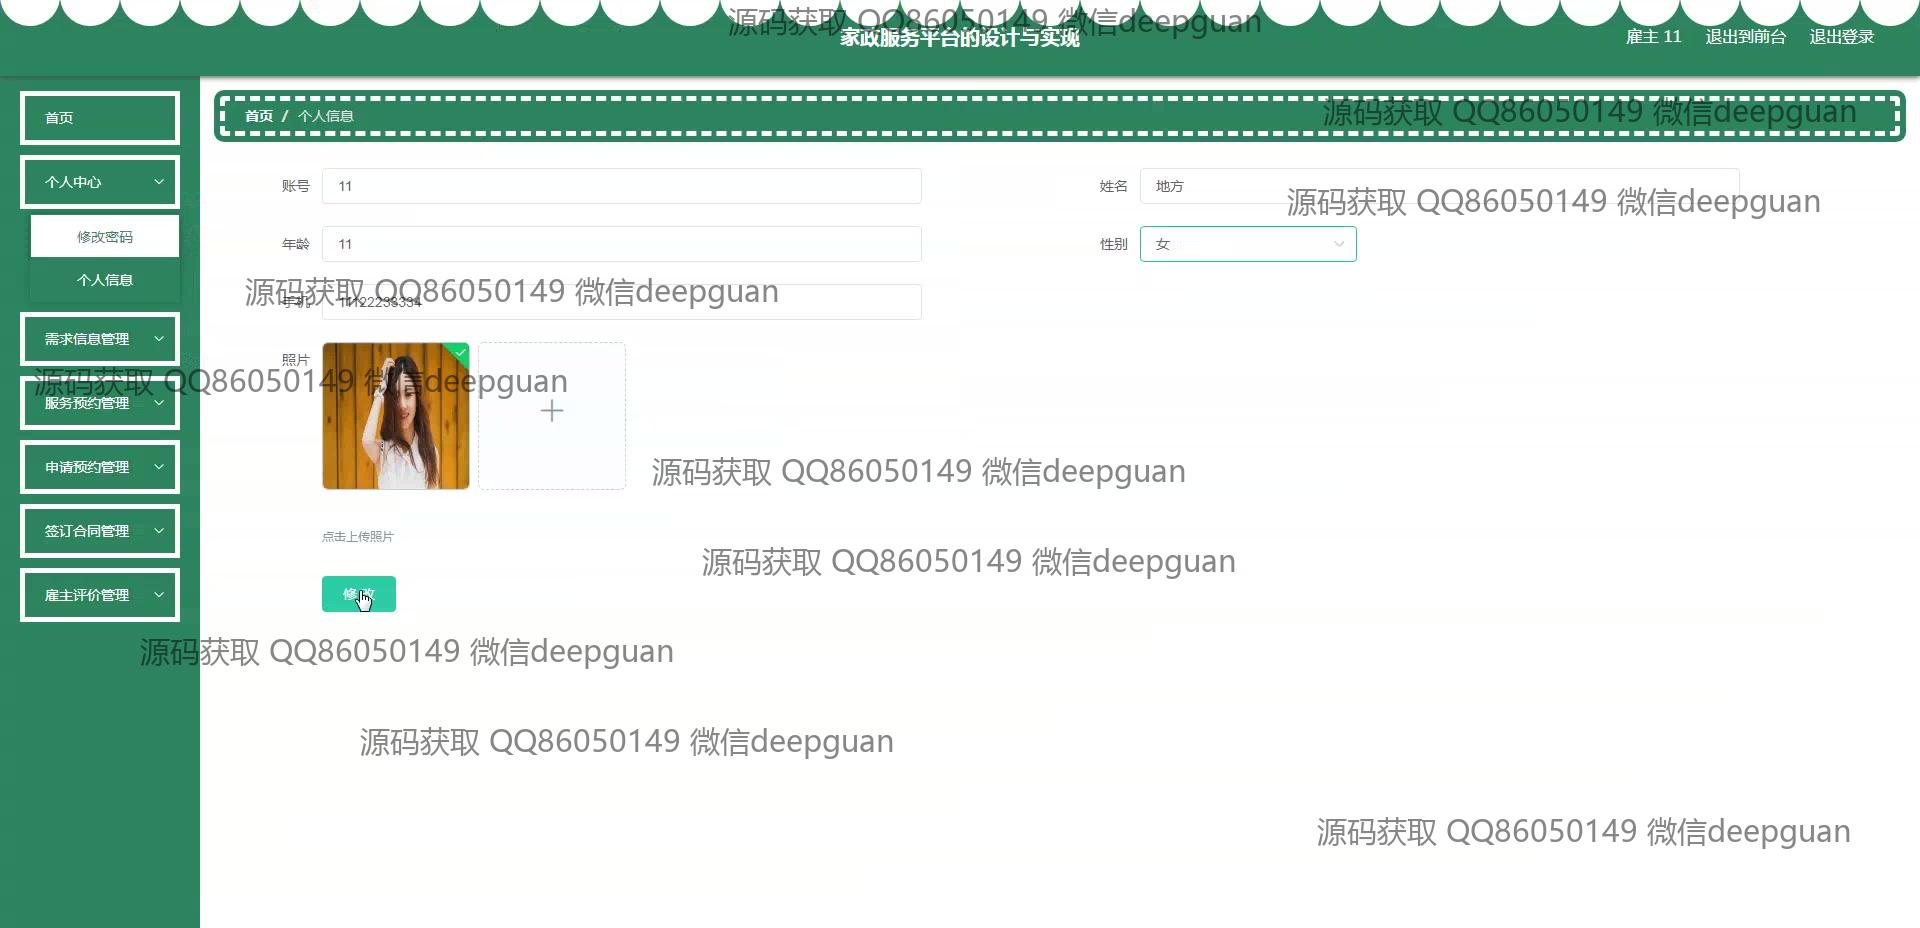 源码获取 QQ86050149 微信deepguan
家政服务平台的设计与实现
雇主 11 退出到前台 退出登录
首页
首页 / 个人信息
源码获取 QQ86050149 微信deepguan
个人中心
账号 11
姓名 地方
源码获取 QQ86050149 微信deepguan
修改密码
年龄 11
性别 女
个人信息
源码获取 QQ86050149 微信deepguan
手机 11122233334
需求信息管理
照片
源码获取 QQ86050149 微信deepguan
服务预约管理
申请预约管理
源码获取 QQ86050149 微信deepguan
签订合同管理
点击上传照片
源码获取 QQ86050149 微信deepguan
雇主评价管理
修改
源码获取 QQ86050149 微信deepguan
源码获取 QQ86050149 微信deepguan
源码获取 QQ86050149 微信deepguan